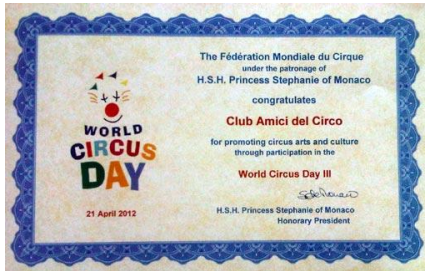 WORLD
CIRCUS
DAY
21 April 2012
The Fédération Mondiale du Cirque
under the patronage of
H.S.H. Princess Stephanie of Monaco
congratulates
Club Amici del Circo
for promoting circus arts and culture
through participation in the
World Circus Day III
H.S.H. Princess Stephanie of Monaco
Honorary President